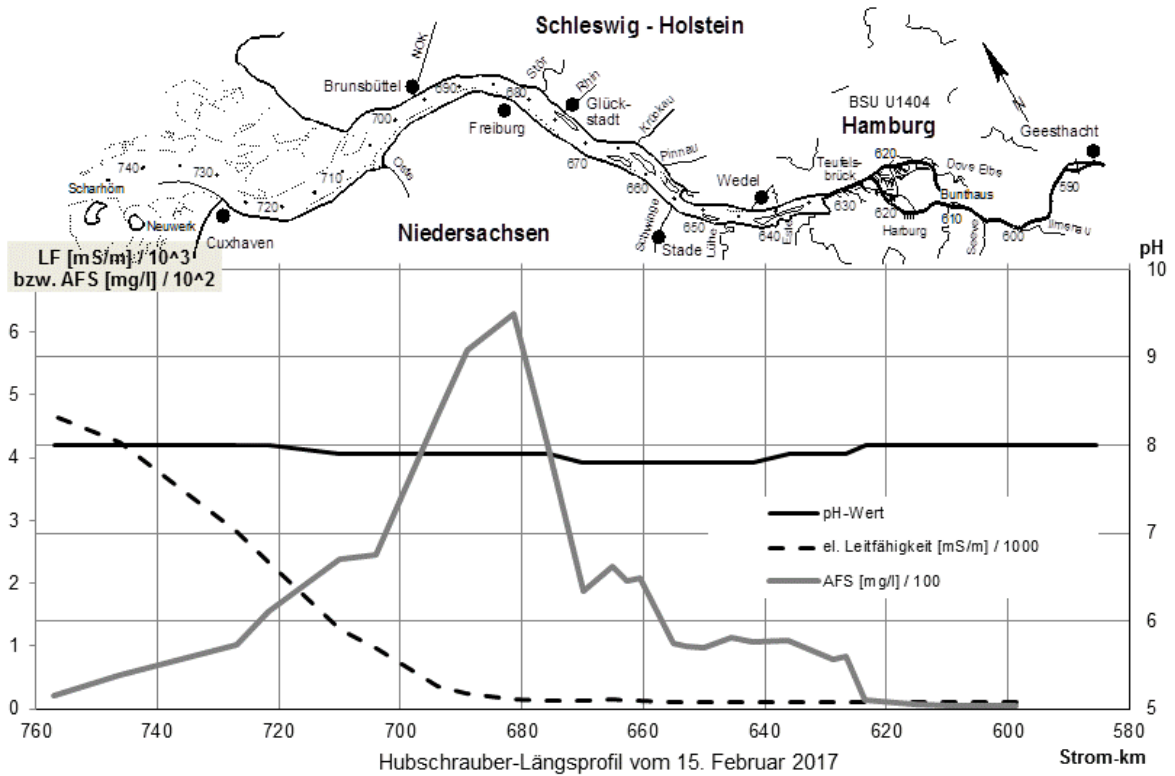 Schleswig - Holstein
NOK
Brunsbüttel
690
680
Stör
Rhin
Glück-
stadt
700
Freiburg
Krückau
BSU U1404
Hamburg
Geesthacht
740
730
710
Oste
670
Pinnau
660
Wedel
Teufels-
brück
620
Dove Elbe
590
Scharhörn
720
Neuwerk
Cuxhaven
Niedersachsen
Schwinge
Stade
650
Lühe
640
630
620
Harburg
Bunthaus
610
Seeve
600
Ilmenau
N
LF [mS/m] / 10^3
bzw. AFS [mg/l] / 10^2
pH
10
6
9
5
4
8
3
pH-Wert
7
el. Leitfähigkeit [mS/m] / 1000
2
AFS [mg/l] / 100
6
1
0
5
760 740 720 700 680 660 640 620 600 580
Strom-km
Hubschrauber-Längsprofil vom 15. Februar 2017